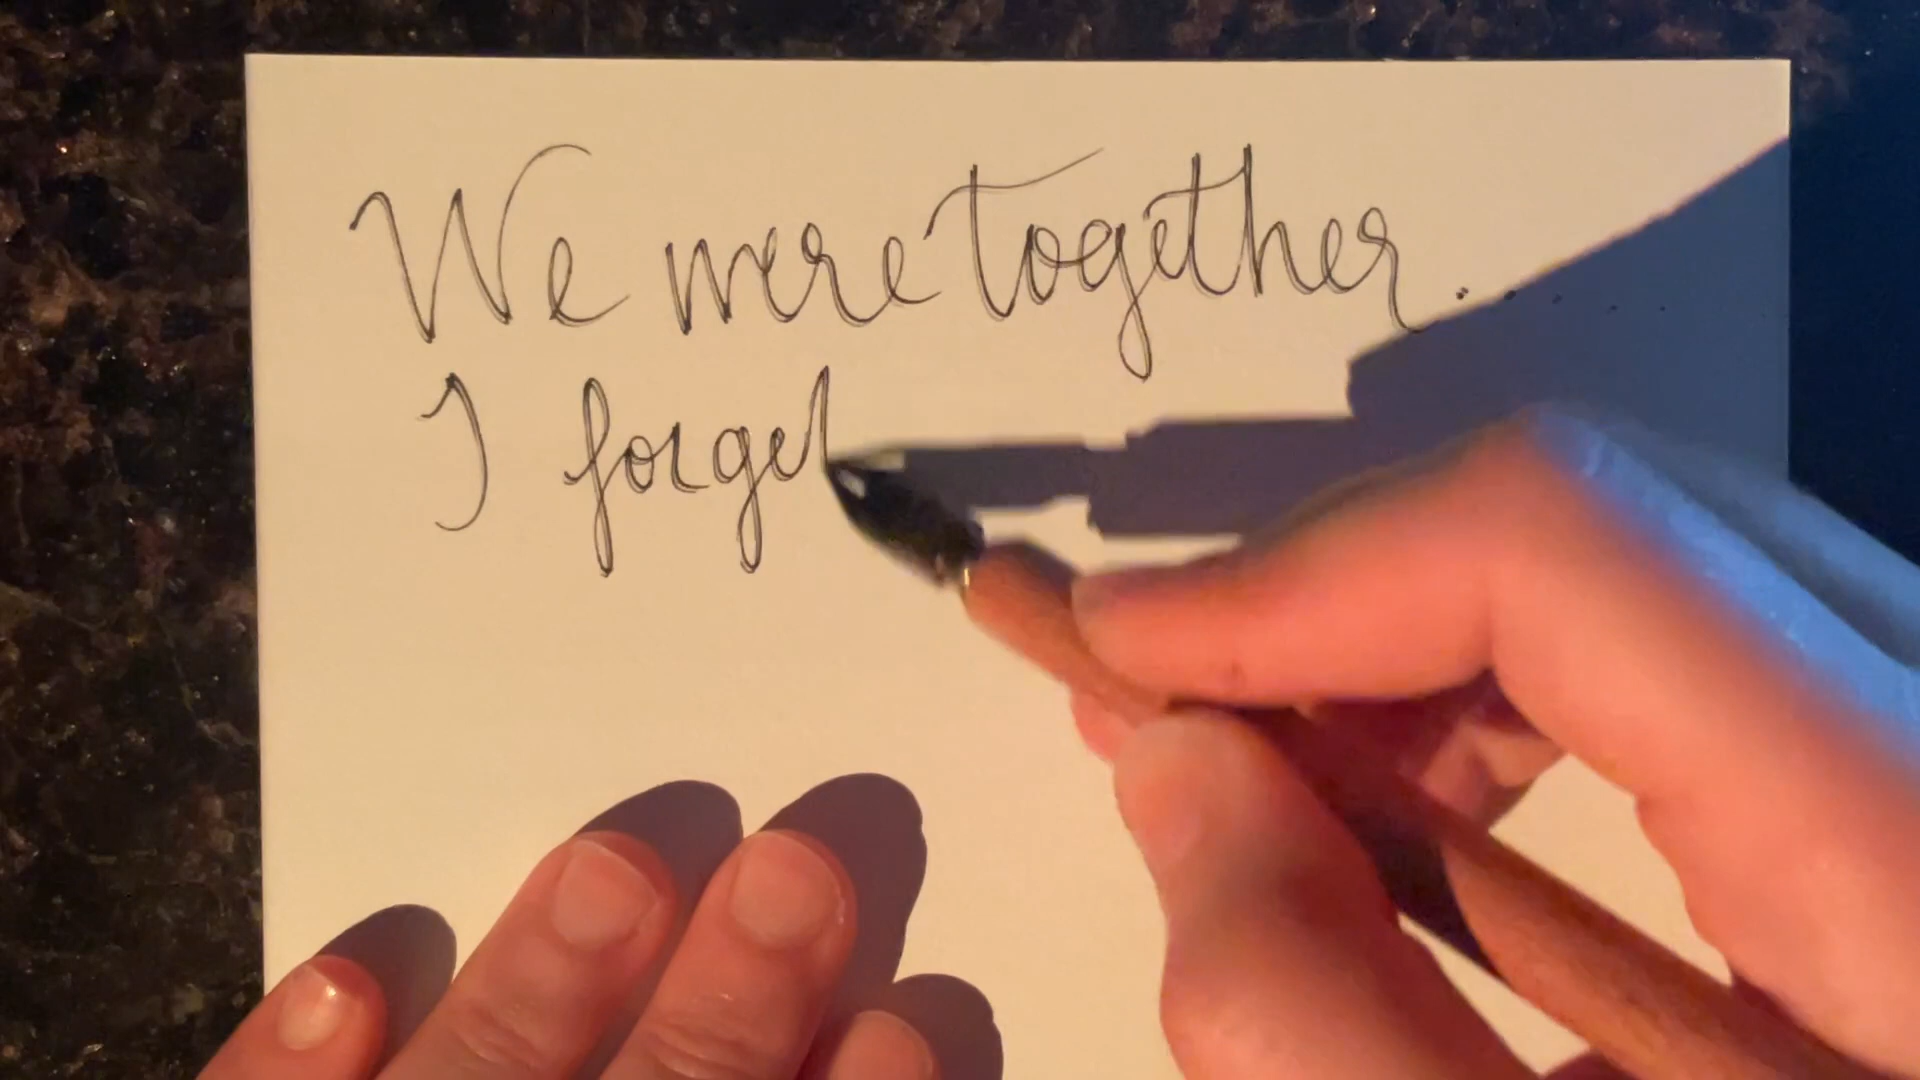 We were together. . . . . .
I forget